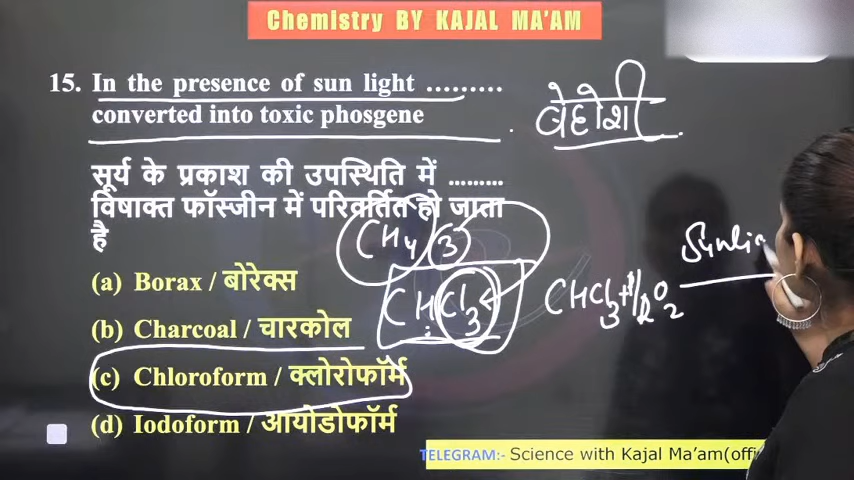 Chemistry BY KAJAL MA'AM
15. In the presence of sun light .........
converted into toxic phosgene
बेहोशी
सूर्य के प्रकाश की उपस्थिति में .........
विषाक्त फॉस्जीन में परिवर्तित हो जाता
है
CH4 3
(a) Borax / बोरेक्स
CHCl3
CHCl3 + 1/2 O2
(b) Charcoal / चारकोल
(c) Chloroform / क्लोरोफॉर्म
(d) Iodoform / आयोडोफॉर्म
TELEGRAM:- Science with Kajal Ma'am(offi